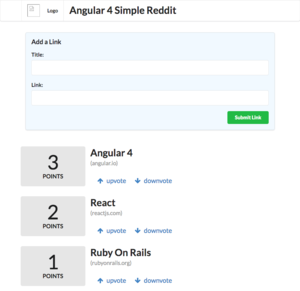 Logo
Angular 4 Simple Reddit
Add a Link
Title:
Link:
Submit Link
3
POINTS
Angular 4
(angular.io)
upvote downvote
2
POINTS
React
(reactjs.com)
upvote downvote
1
POINTS
Ruby On Rails
(rubyonrails.org)
upvote downvote